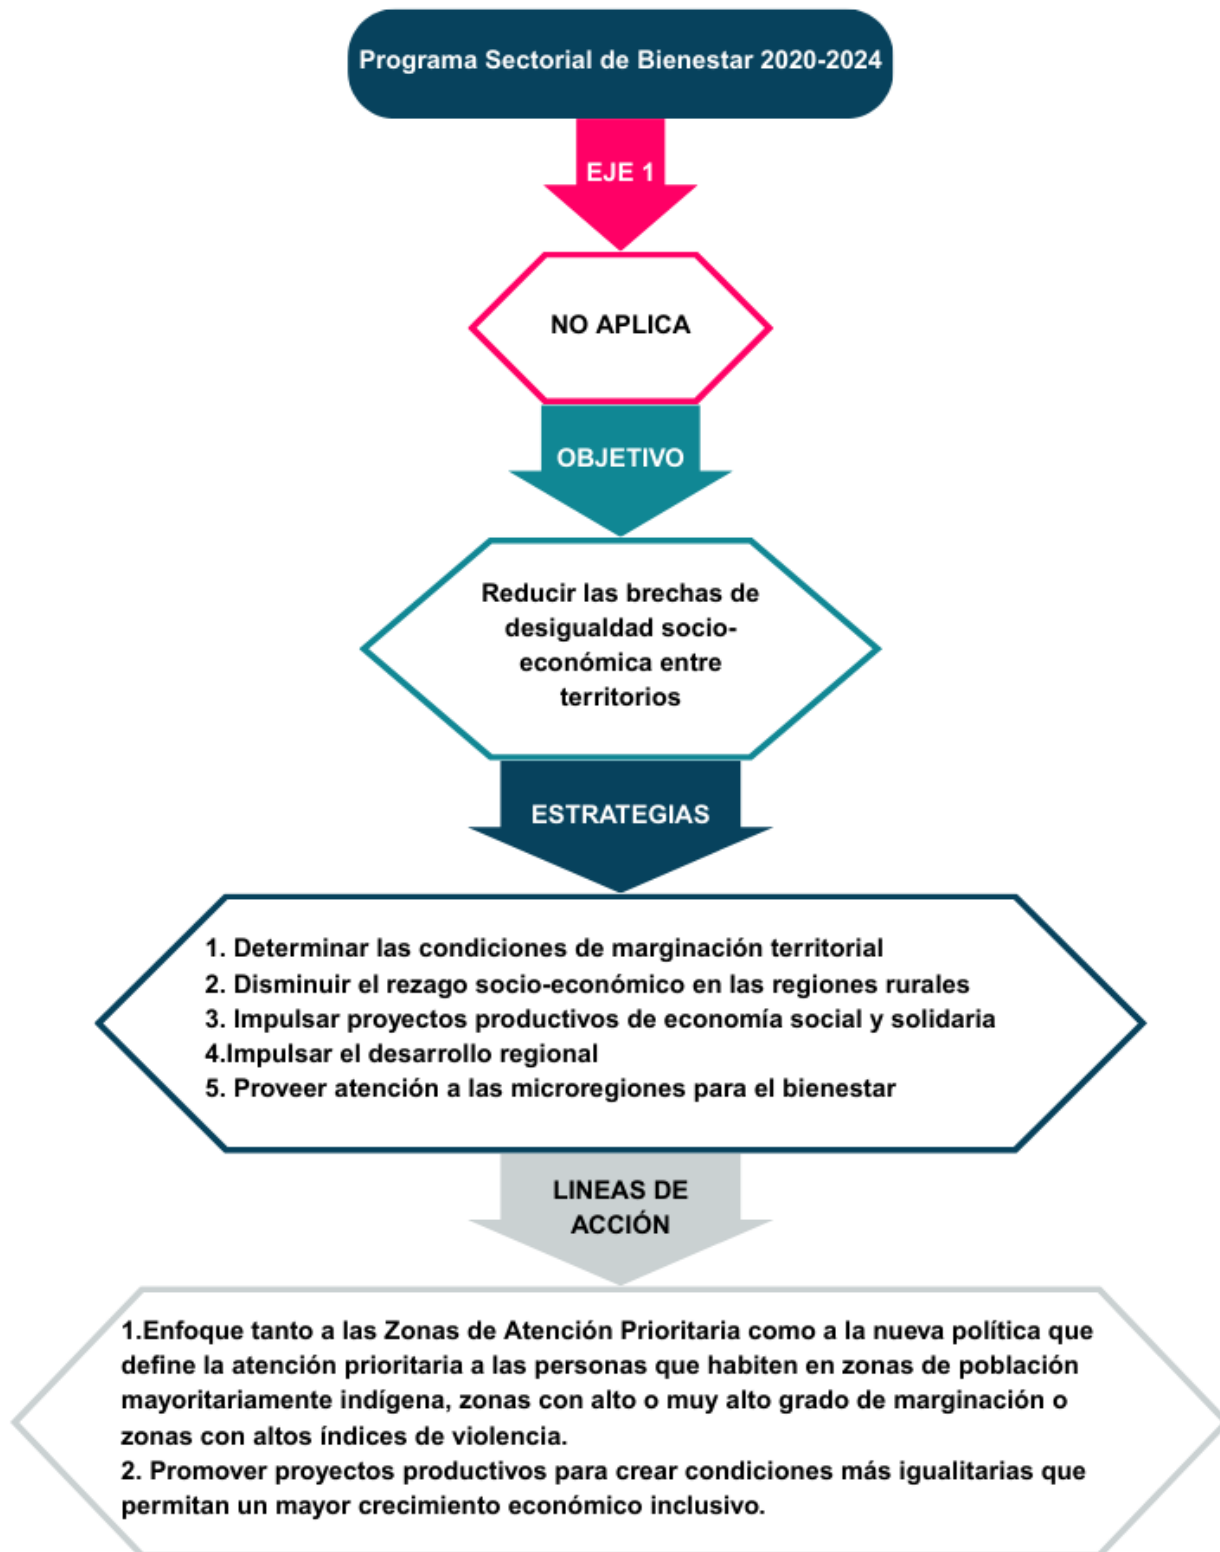 Programa Sectorial de Bienestar 2020-2024
EJE 1
NO APLICA
OBJETIVO
Reducir las brechas de
desigualdad socio-
económica entre
territorios
ESTRATEGIAS
1. Determinar las condiciones de marginación territorial
2. Disminuir el rezago socio-económico en las regiones rurales
3. Impulsar proyectos productivos de economía social y solidaria
4.Impulsar el desarrollo regional
5. Proveer atención a las microregiones para el bienestar
LINEAS DE
ACCIÓN
1.Enfoque tanto a las Zonas de Atención Prioritaria como a la nueva política que
define la atención prioritaria a las personas que habiten en zonas de población
mayoritariamente indígena, zonas con alto o muy alto grado de marginación o
zonas con altos índices de violencia.
2. Promover proyectos productivos para crear condiciones más igualitarias que
permitan un mayor crecimiento económico inclusivo.